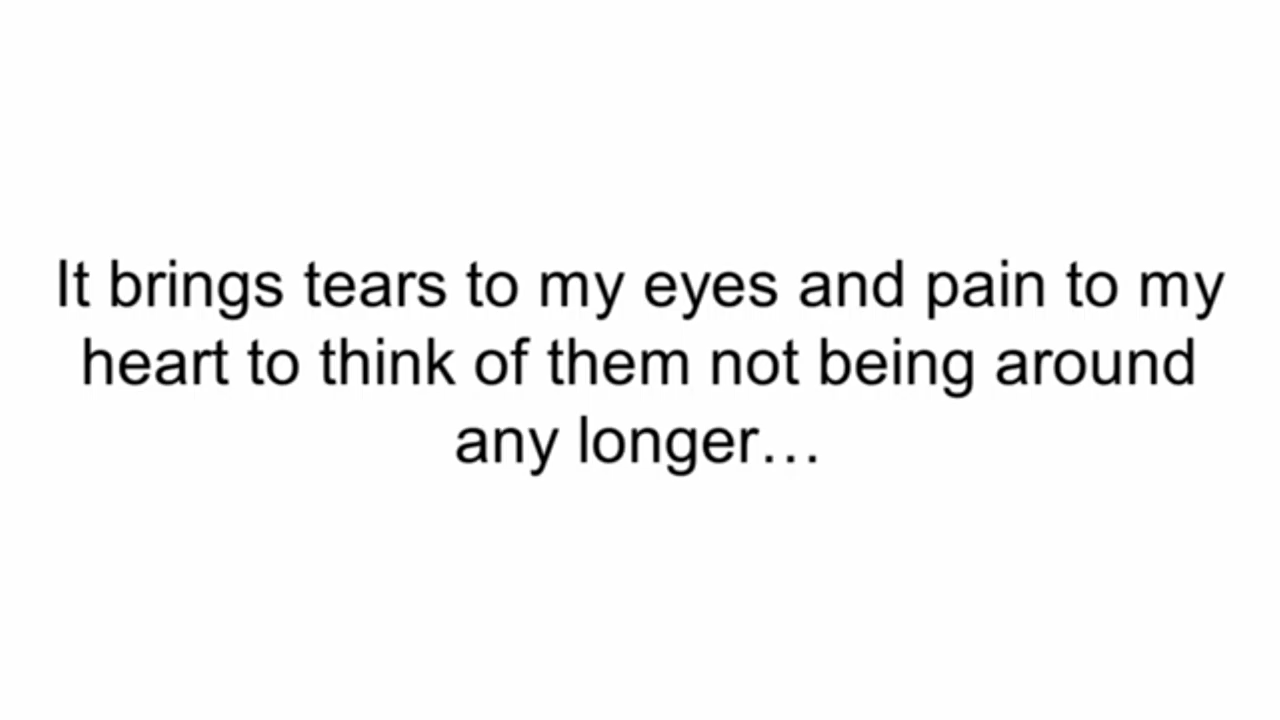 It brings tears to my eyes and pain to my
heart to think of them not being around
any longer…